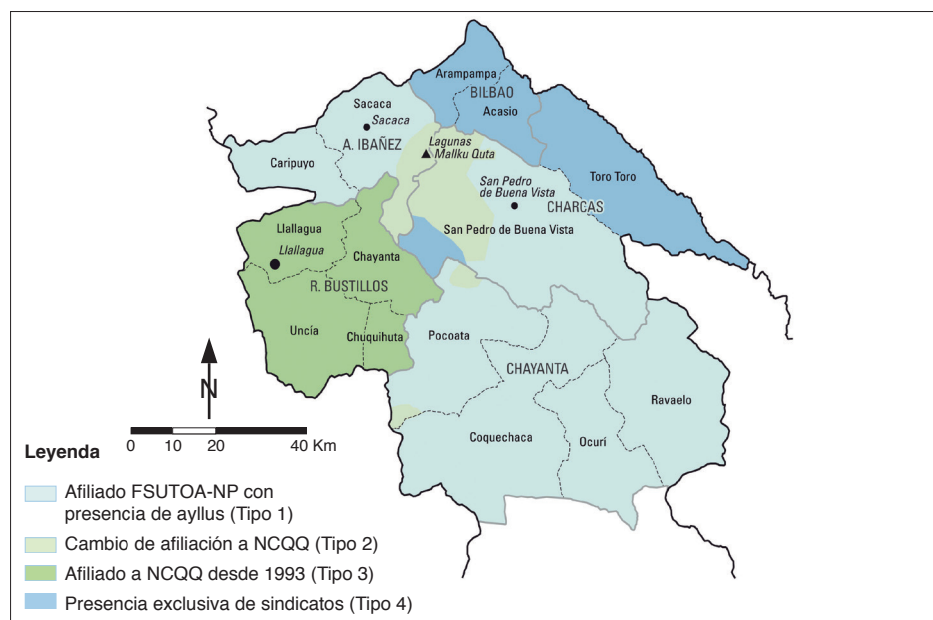 Arampampa
BILBAO
Acasio
Sacaca
Sacaca
A. IBAÑEZ
Lagunas
Mallku Quta
Caripuyo
San Pedro
de Buena Vista
Toro Toro
CHARCAS
Llallagua
San Pedro de Buena Vista
Llallagua
Chayanta
R. BUSTILLOS
Uncía
Chuquihuta
Pocoata
CHAYANTA
N
Ravaelo
0 10 20 40 Km
Coquechaca
Ocurí
Leyenda
Afiliado FSUTOA-NP con
presencia de ayllus (Tipo 1)
Cambio de afiliación a NCQQ (Tipo 2)
Afiliado a NCQQ desde 1993 (Tipo 3)
Presencia exclusiva de sindicatos (Tipo 4)